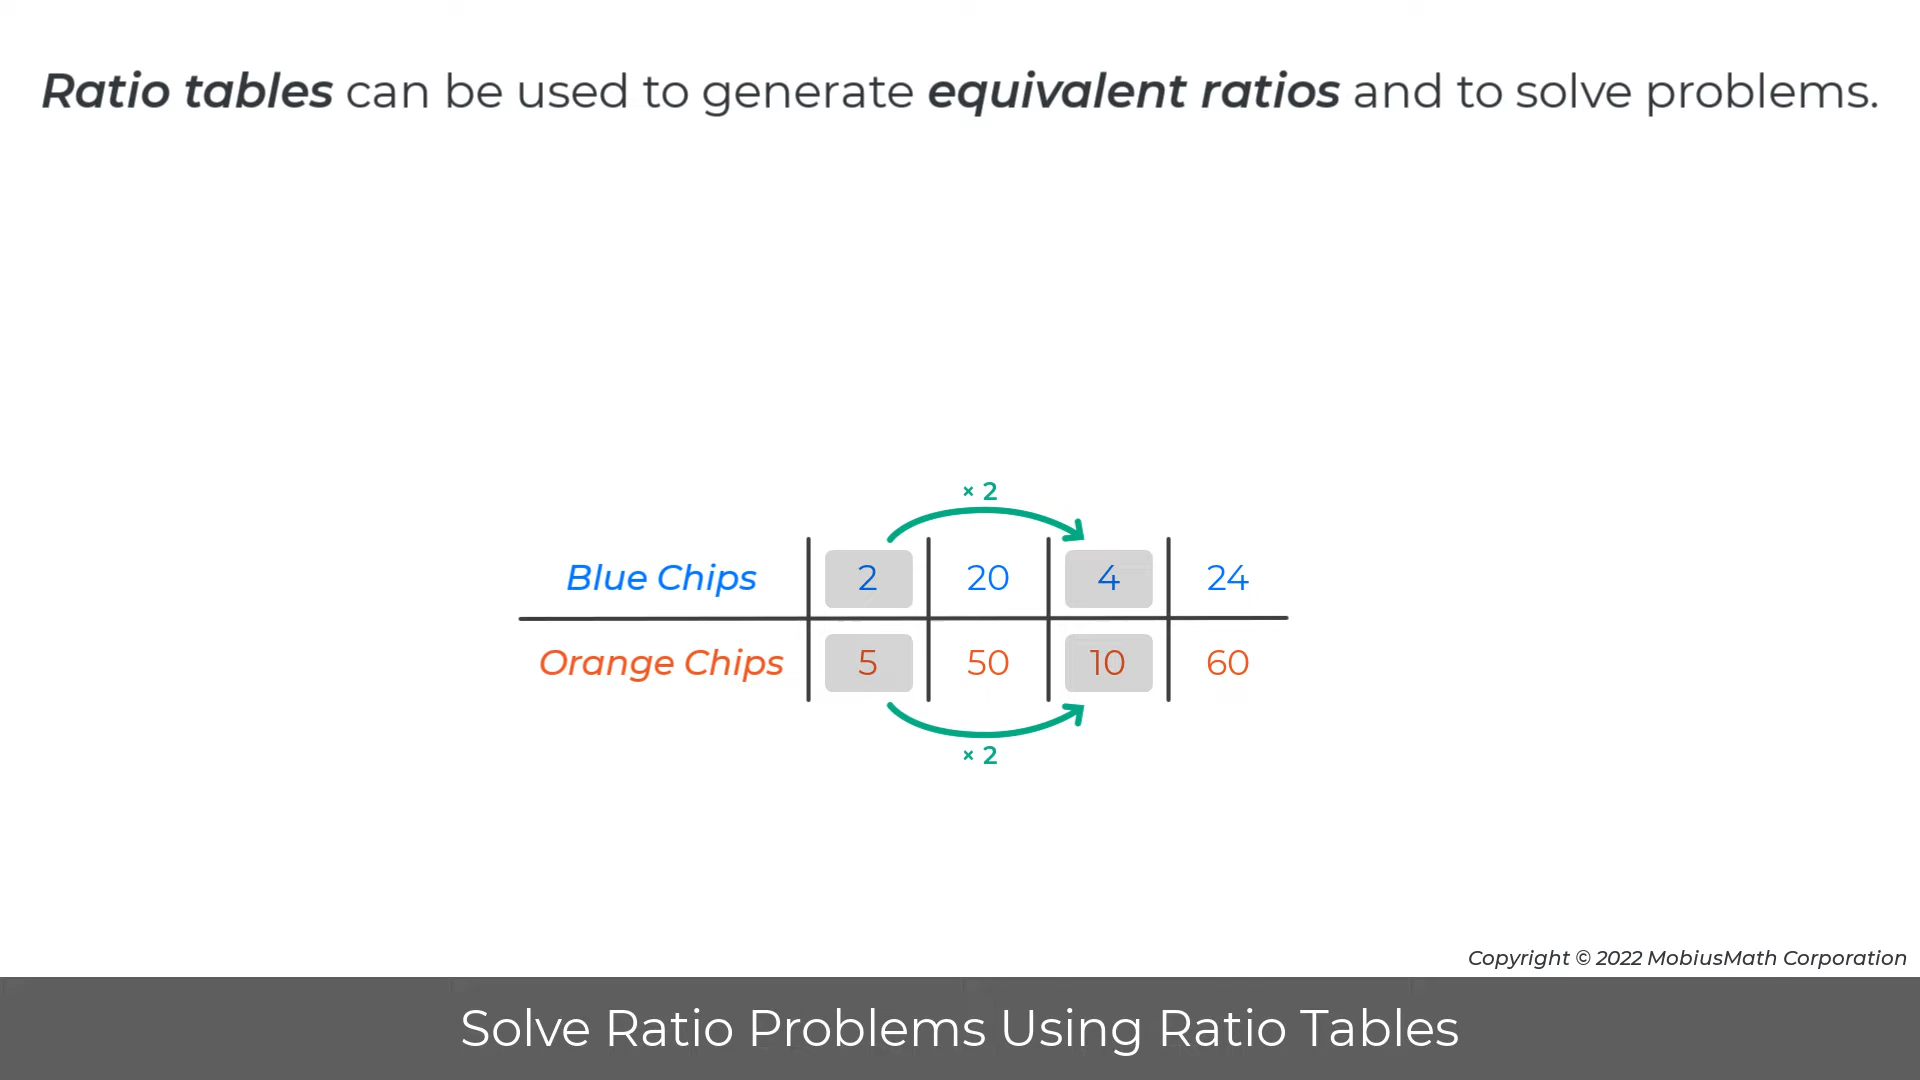 Ratio tables can be used to generate equivalent ratios and to solve problems.
× 2
Blue Chips 2 20 4 24
Orange Chips 5 50 10 60
× 2
Copyright © 2022 MobiusMath Corporation
Solve Ratio Problems Using Ratio Tables